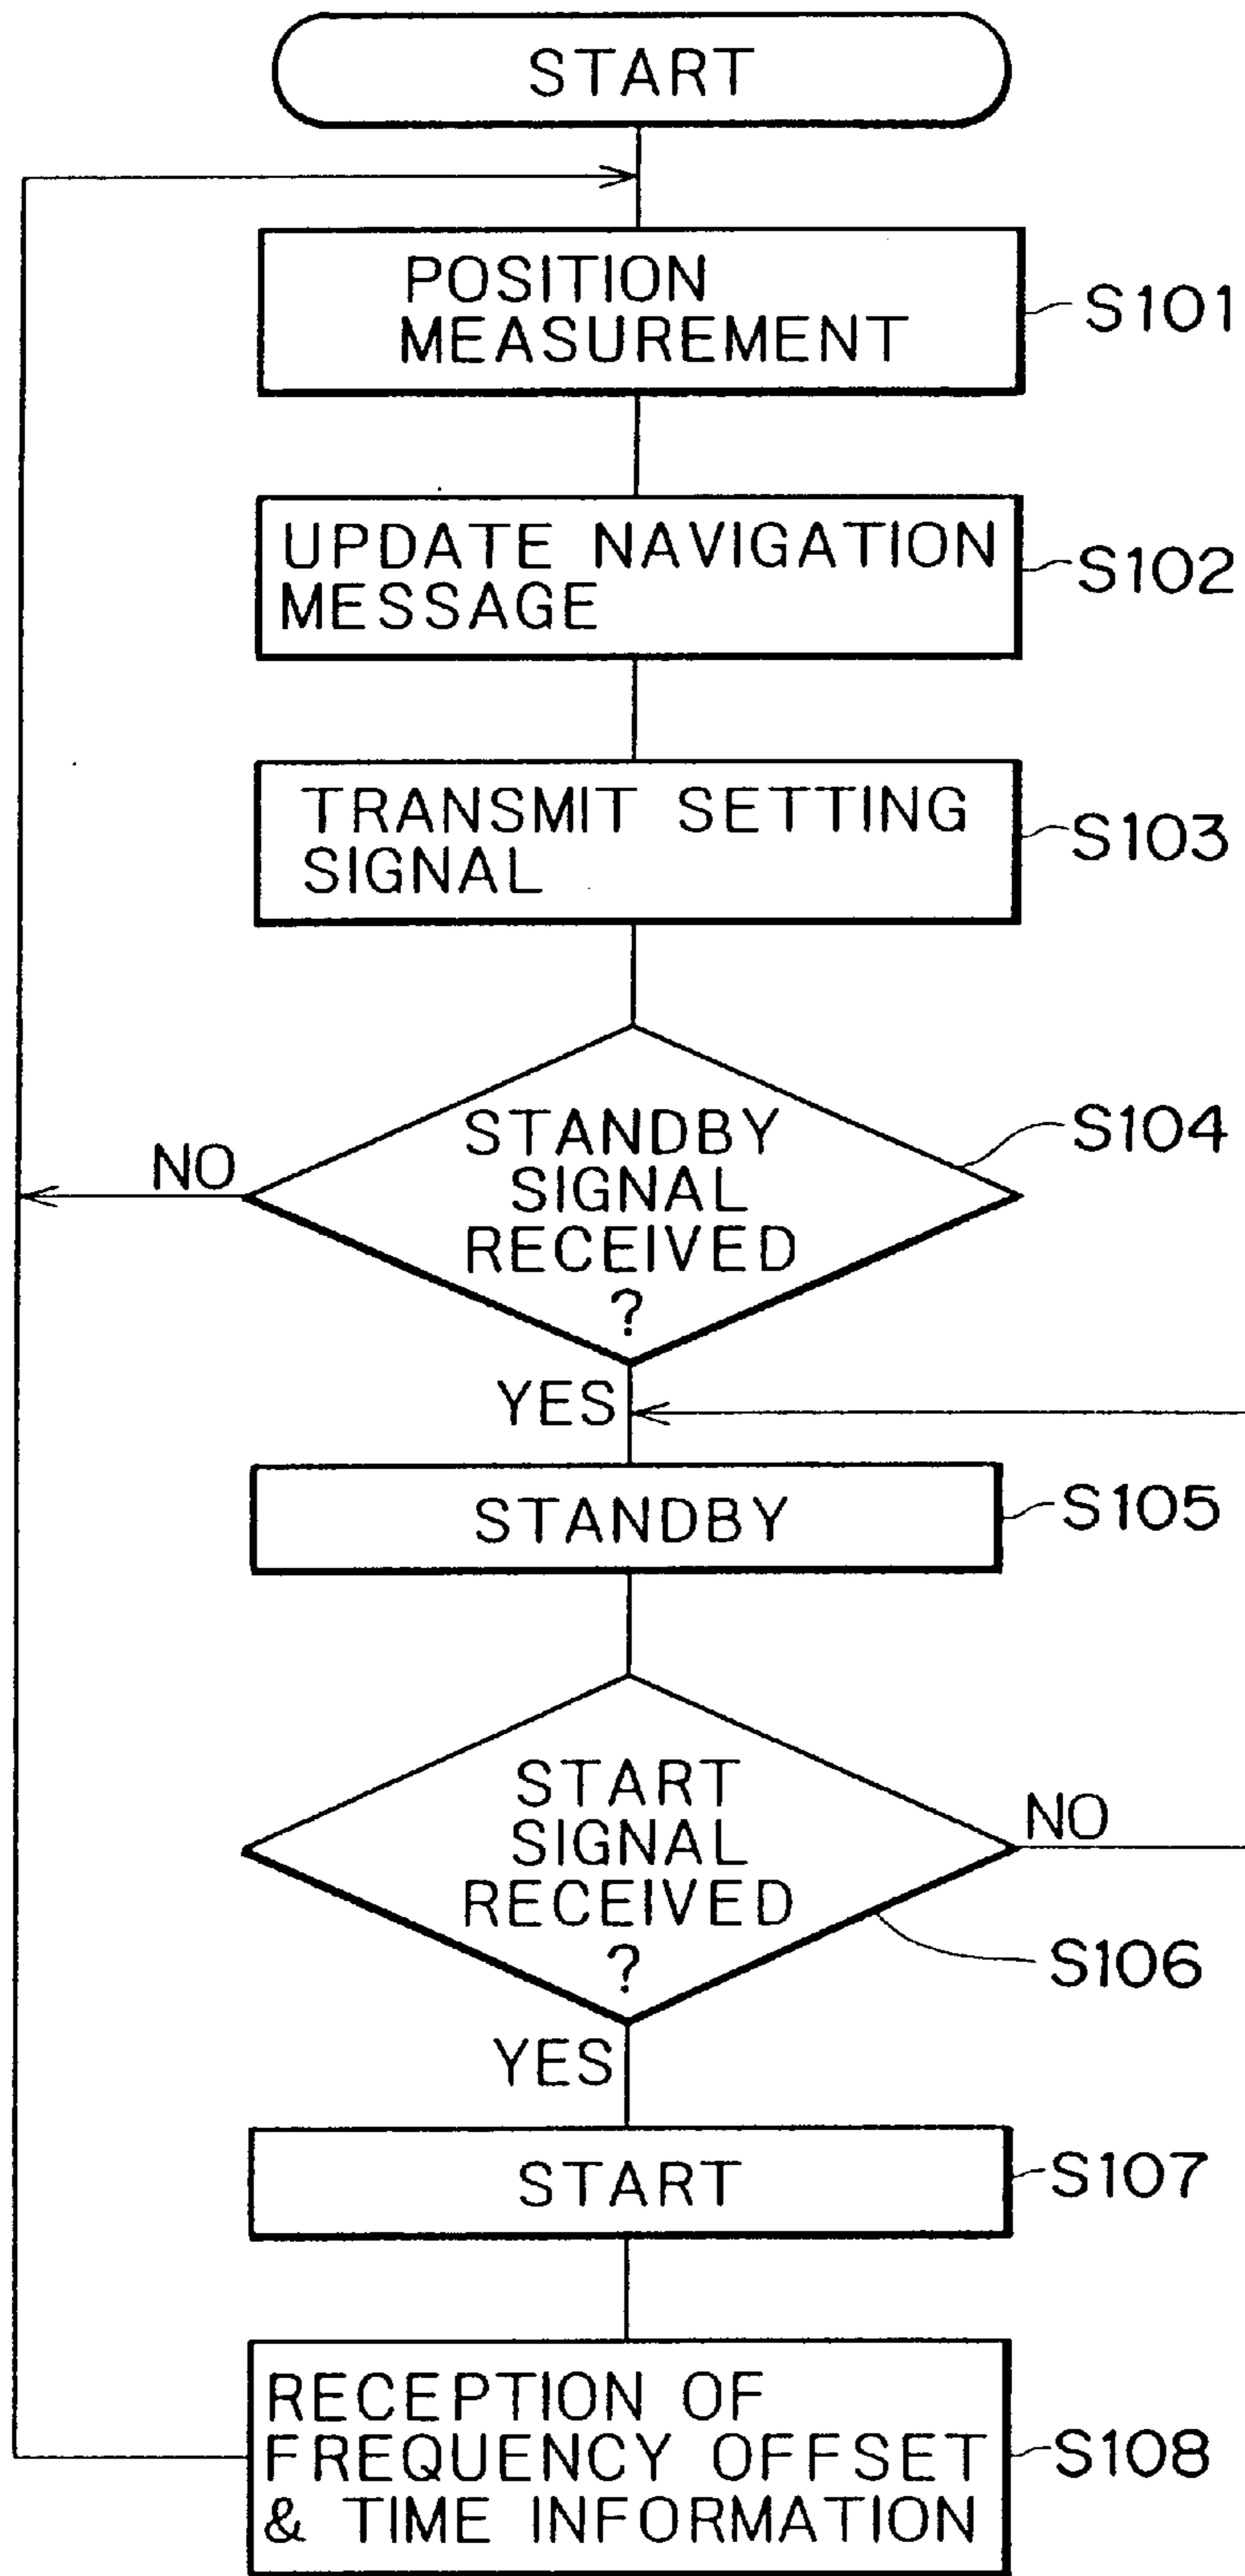 START
POSITION
MEASUREMENT
S101
UPDATE NAVIGATION
MESSAGE
S102
TRANSMIT SETTING
SIGNAL
S103
STANDBY
SIGNAL
RECEIVED
?
S104
NO
YES
STANDBY
S105
START
SIGNAL
RECEIVED
?
NO
S106
YES
START
S107
RECEPTION OF
FREQUENCY OFFSET
& TIME INFORMATION
S108